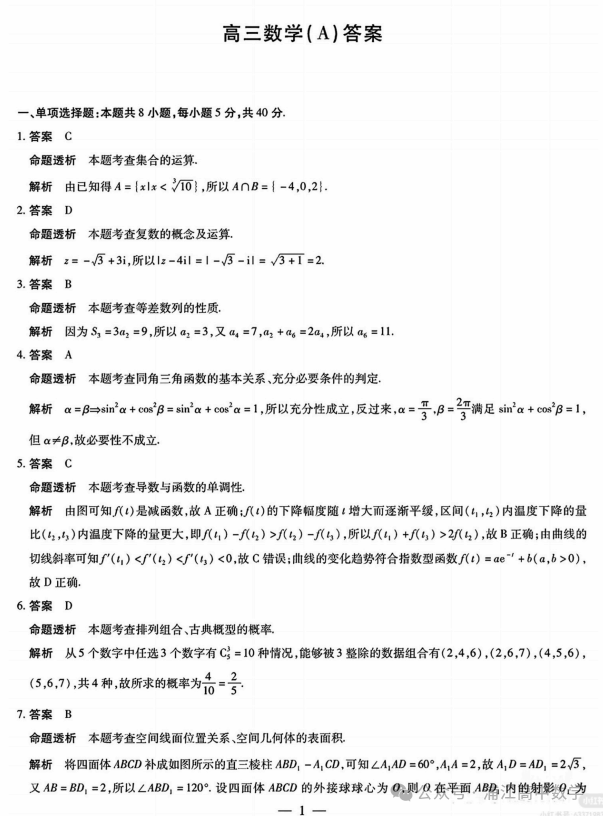 高三数学(A)答案
一、单项选择题:本题共8小题,每小题5分,共40分.
1. 答案 C
命题透析 本题考查集合的运算.
解析 由已知得 A={x|x<∛10},所以 A∩B={-4,0,2}.
2. 答案 D
命题透析 本题考查复数的概念及运算.
解析 z=-√3+3i,所以|z-4i|=|-√3-i|=√(3+1)=2.
3. 答案 B
命题透析 本题考查等差数列的性质.
解析 因为 S₃=3a₂=9,所以 a₂=3,又 a₄=7,a₂+a₆=2a₄,所以 a₆=11.
4. 答案 A
命题透析 本题考查同角三角函数的基本关系、充分必要条件的判定.
解析 α=β⇒sin²α+cos²β=sin²α+cos²α=1,所以充分性成立,反过来,α=π/3,β=2π/3满足 sin²α+cos²β=1,
但 α≠β,故必要性不成立.
5. 答案 C
命题透析 本题考查导数与函数的单调性.
解析 由图可知 f(t)是减函数,故 A 正确;f(t)的下降幅度随 t 增大而逐渐平缓,区间(t₁,t₂)内温度下降的量
比(t₂,t₃)内温度下降的量更大,即 f(t₁)-f(t₂)>f(t₂)-f(t₃),所以 f(t₁)+f(t₃)>2f(t₂),故 B 正确;由曲线的
切线斜率可知 f′(t₁)<f′(t₂)<f′(t₃)<0,故 C 错误;曲线的变化趋势符合指数型函数 f(t)=ae⁻ᵗ+b(a,b>0),
故 D 正确.
6. 答案 D
命题透析 本题考查排列组合、古典概型的概率.
解析 从5个数字中任选3个数字有 C₅³=10 种情况,能够被3整除的数据组合有(2,4,6),(2,6,7),(4,5,6),
(5,6,7),共4种,故所求的概率为4/10=2/5.
7. 答案 B
命题透析 本题考查空间线面位置关系、空间几何体的表面积.
解析 将四面体 ABCD 补成如图所示的直三棱柱 ABD₁-A₁CD,可知∠A₁AD=60°,A₁A=2,故 A₁D=AD₁=2√3,
又 AB=BD₁=2,所以∠ABD₁=120°. 设四面体 ABCD 的外接球球心为 O,则 O 在平面 ABD₁ 内的射影 O₁ 为
公众号·浦江高中数学
小红书
— 1 —